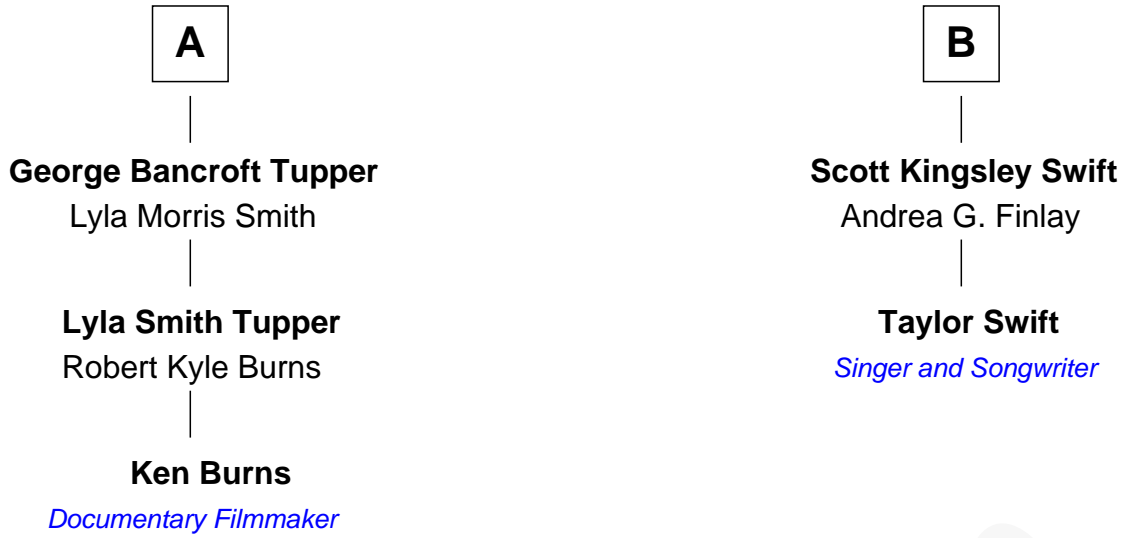 A
George Bancroft Tupper
Lyla Morris Smith
Lyla Smith Tupper
Robert Kyle Burns
Ken Burns
Documentary Filmmaker
B
Scott Kingsley Swift
Andrea G. Finlay
Taylor Swift
Singer and Songwriter